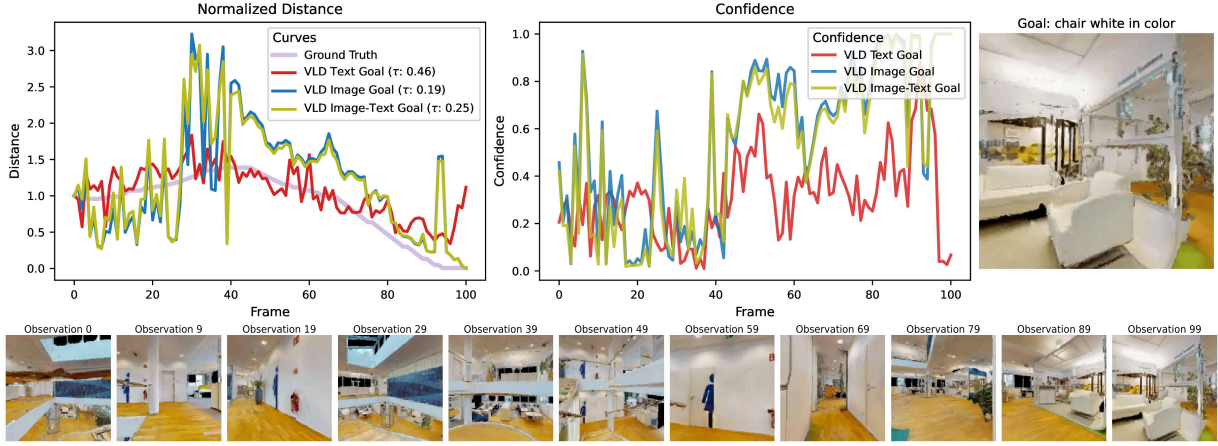 Normalized Distance
Distance
3.0
2.5
2.0
1.5
1.0
0.5
0.0
0 20 40 60 80 100
Frame
Curves
Ground Truth
VLD Text Goal (τ: 0.46)
VLD Image Goal (τ: 0.19)
VLD Image-Text Goal (τ: 0.25)
Confidence
Confidence
1.0
0.8
0.6
0.4
0.2
0.0
0 20 40 60 80 100
Frame
Confidence
VLD Text Goal
VLD Image Goal
VLD Image-Text Goal
Goal: chair white in color
Observation 0 Observation 9 Observation 19 Observation 29 Observation 39 Observation 49 Observation 59 Observation 69 Observation 79 Observation 89 Observation 99